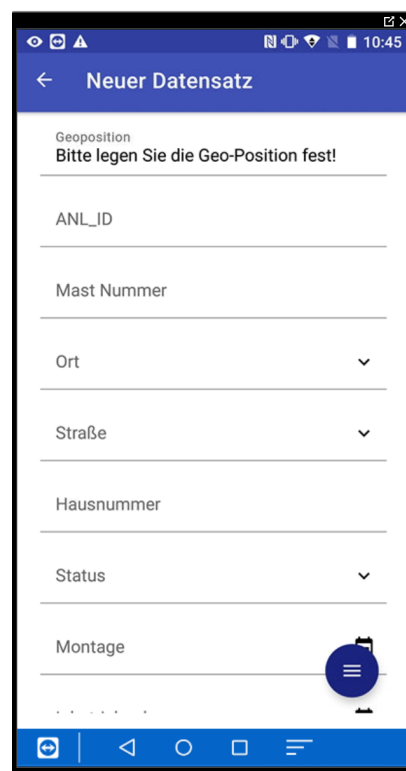 10:45
Neuer Datensatz
Geoposition
Bitte legen Sie die Geo-Position fest!
ANL_ID
Mast Nummer
Ort
Straße
Hausnummer
Status
Montage